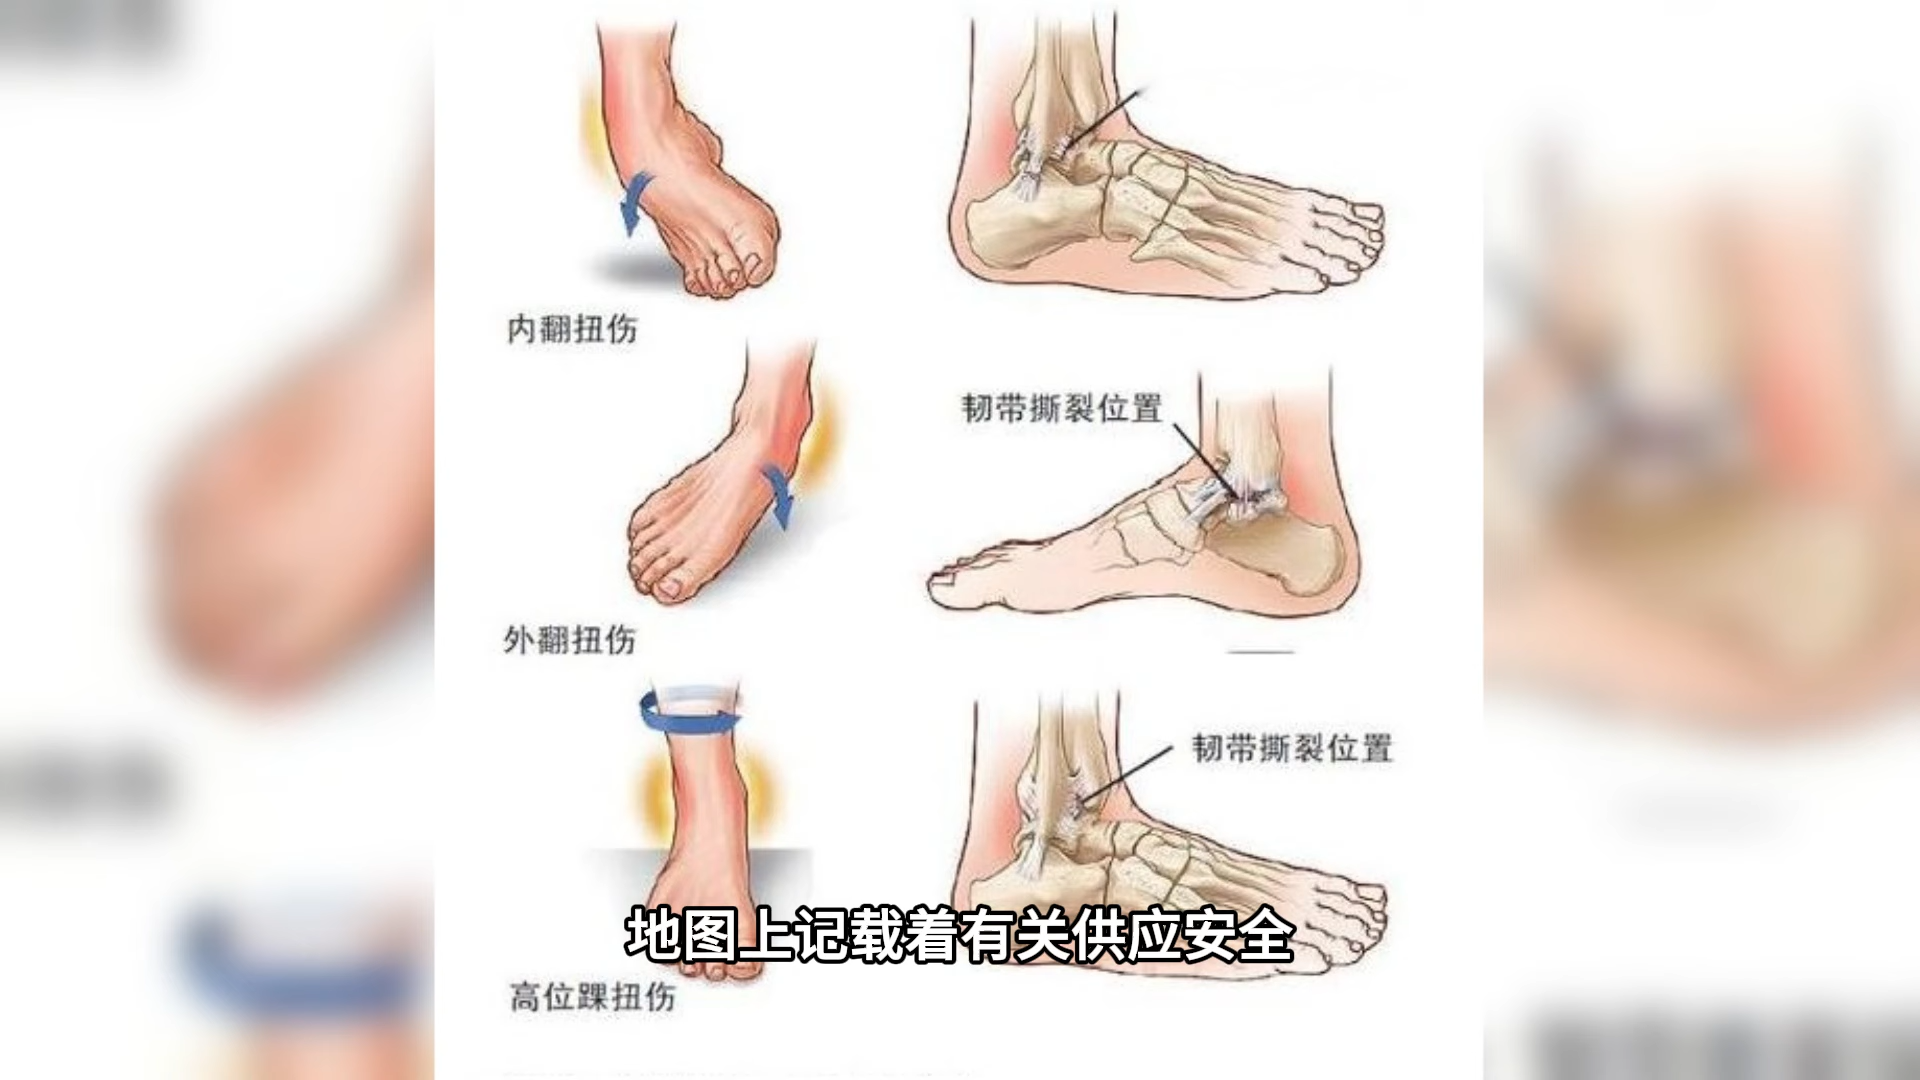 内翻扭伤
韧带撕裂位置
外翻扭伤
韧带撕裂位置
地图上记载着有关供应安全
高位踝扭伤